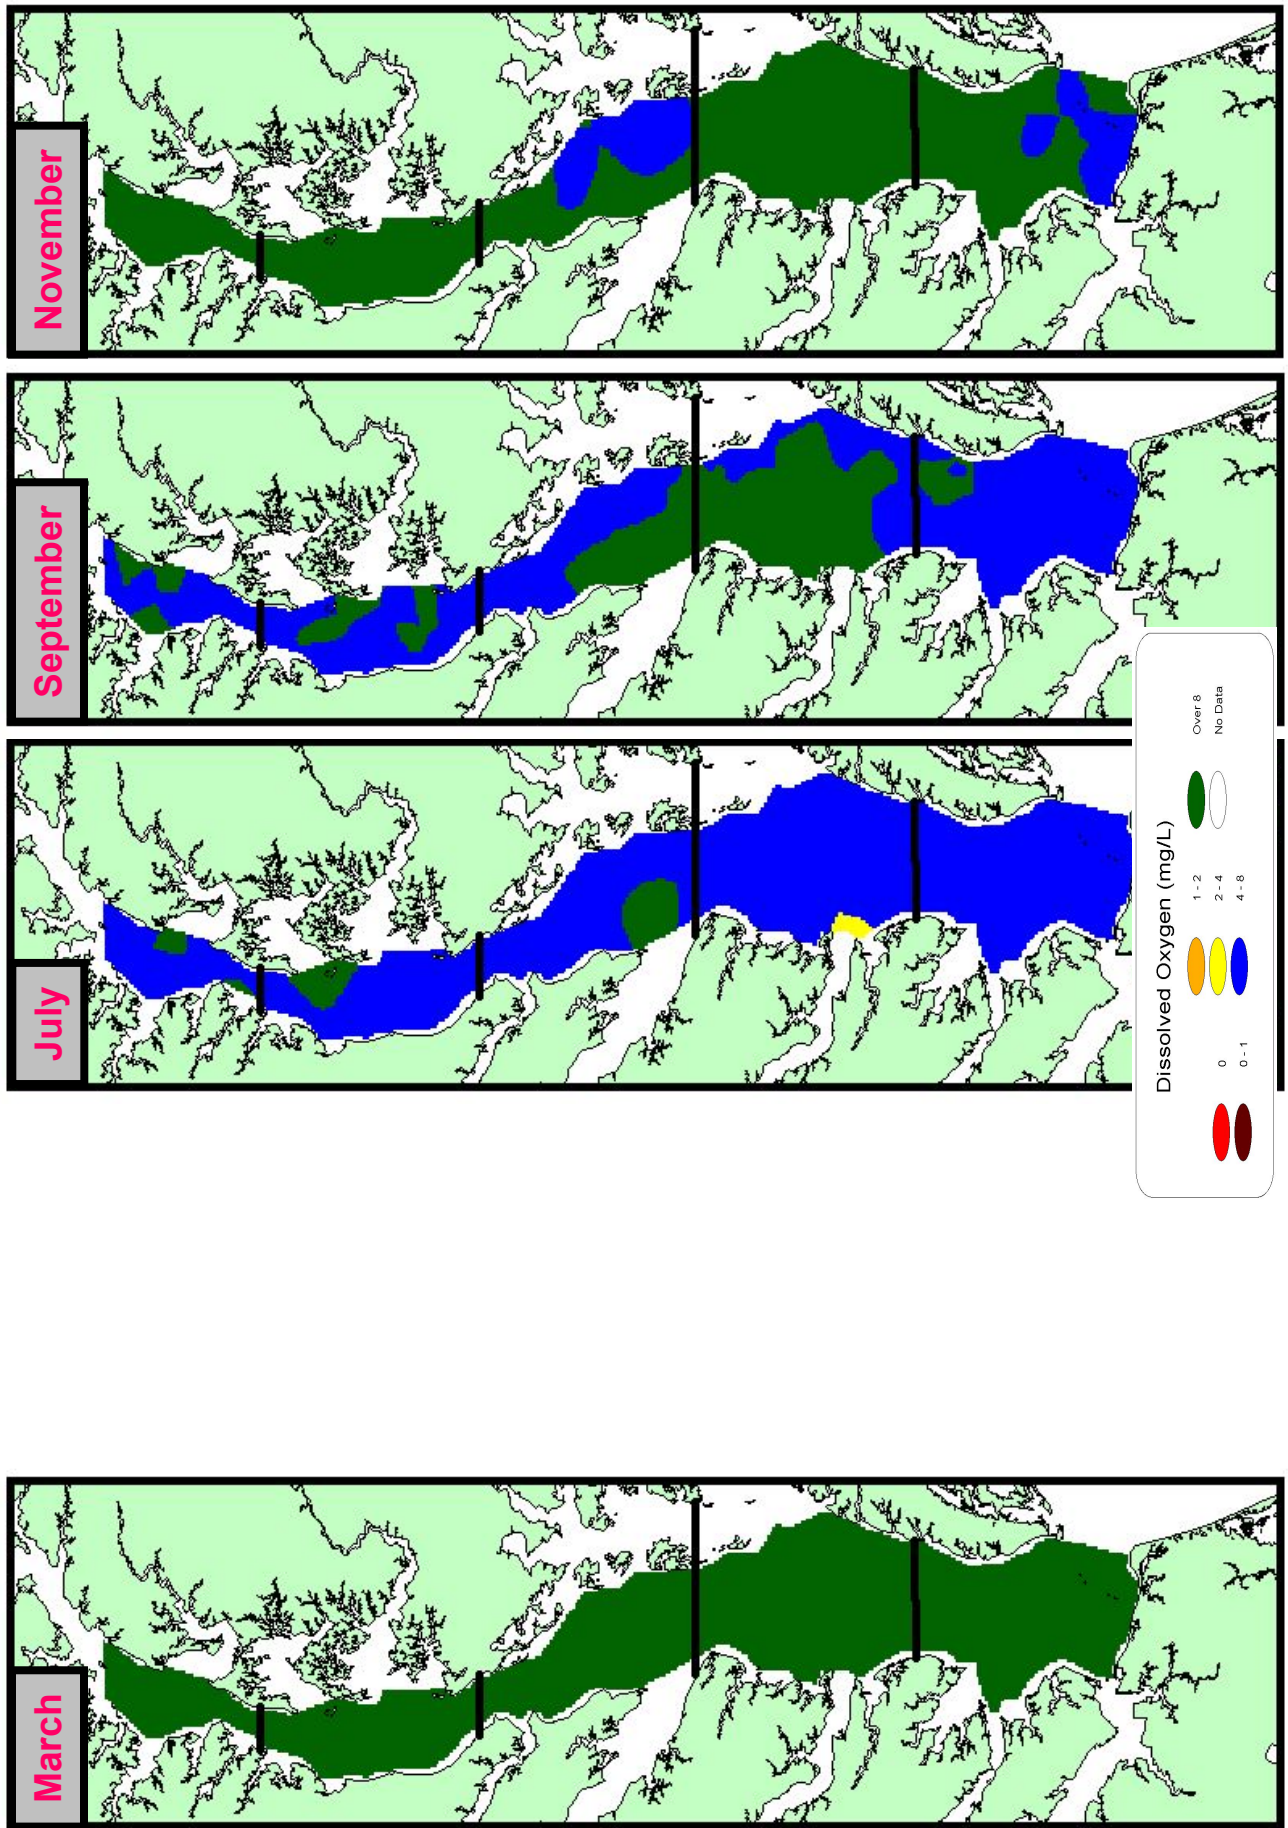 March
July
September
November
Dissolved Oxygen (mg/L)
0
0 - 1
1 - 2
2 - 4
4 - 8
Over 8
No Data